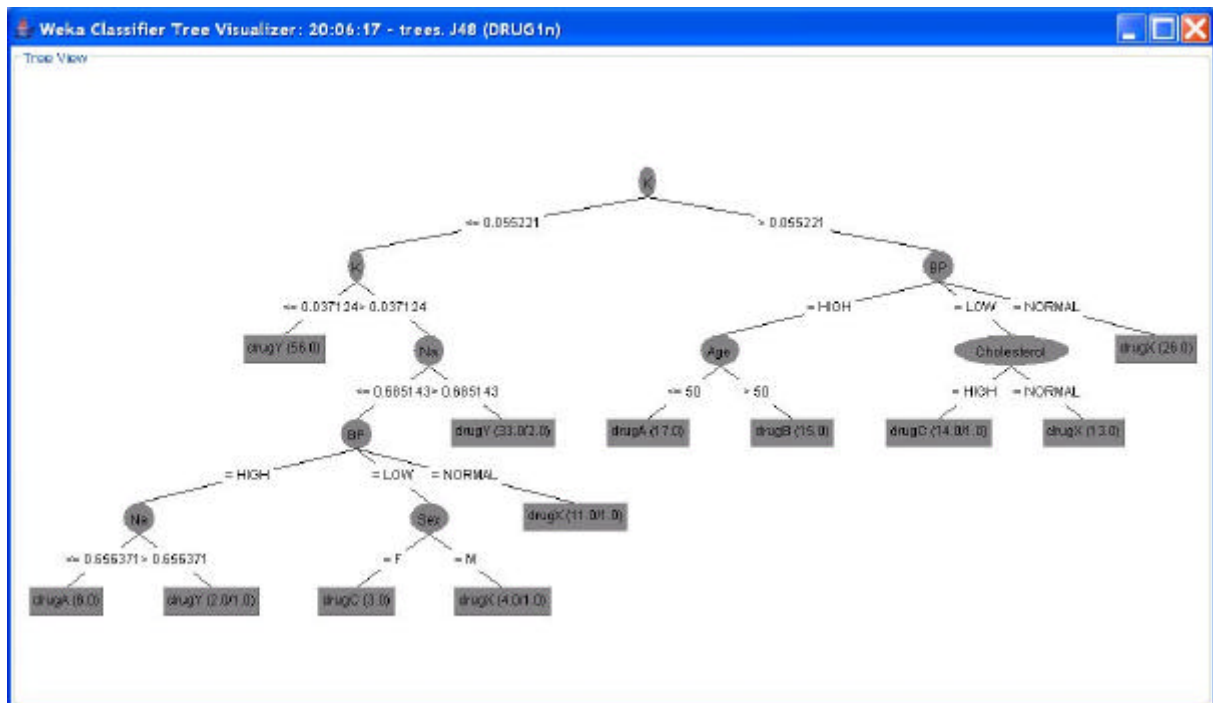 Weka Classifier Tree Visualizer: 20:06:17 - trees.J48 (DRUG1n)
Tree View
K
<= 0.055221 > 0.055221
K BP
<= 0.037124 > 0.037124 = HIGH = LOW = NORMAL
drugY (56.0) Na Age Cholesterol drugX (26.0)
<= 0.685143 > 0.685143 <= 50 > 50 = HIGH = NORMAL
BP drugY (33.0/2.0) drugA (17.0) drugB (15.0) drugC (14.0/1.0) drugX (13.0)
= HIGH = LOW = NORMAL
Na Sex drugX (11.0/1.0)
<= 0.656371 > 0.656371 = F = M
drugA drugY (2.0/1.0) drugC (3.0) drugX (4.0/1.0)